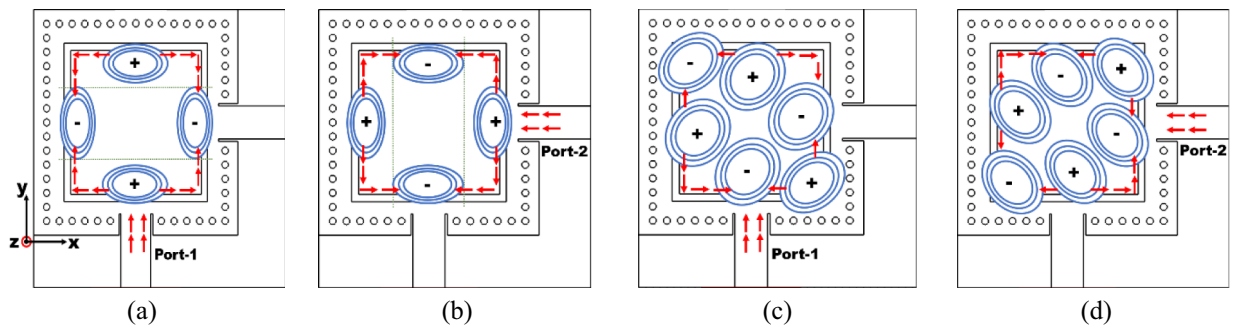 + - - +
y z x Port-1
- + + -
Port-2
- + + - - +
Port-1
- + + - - +
Port-2
(a) (b) (c) (d)